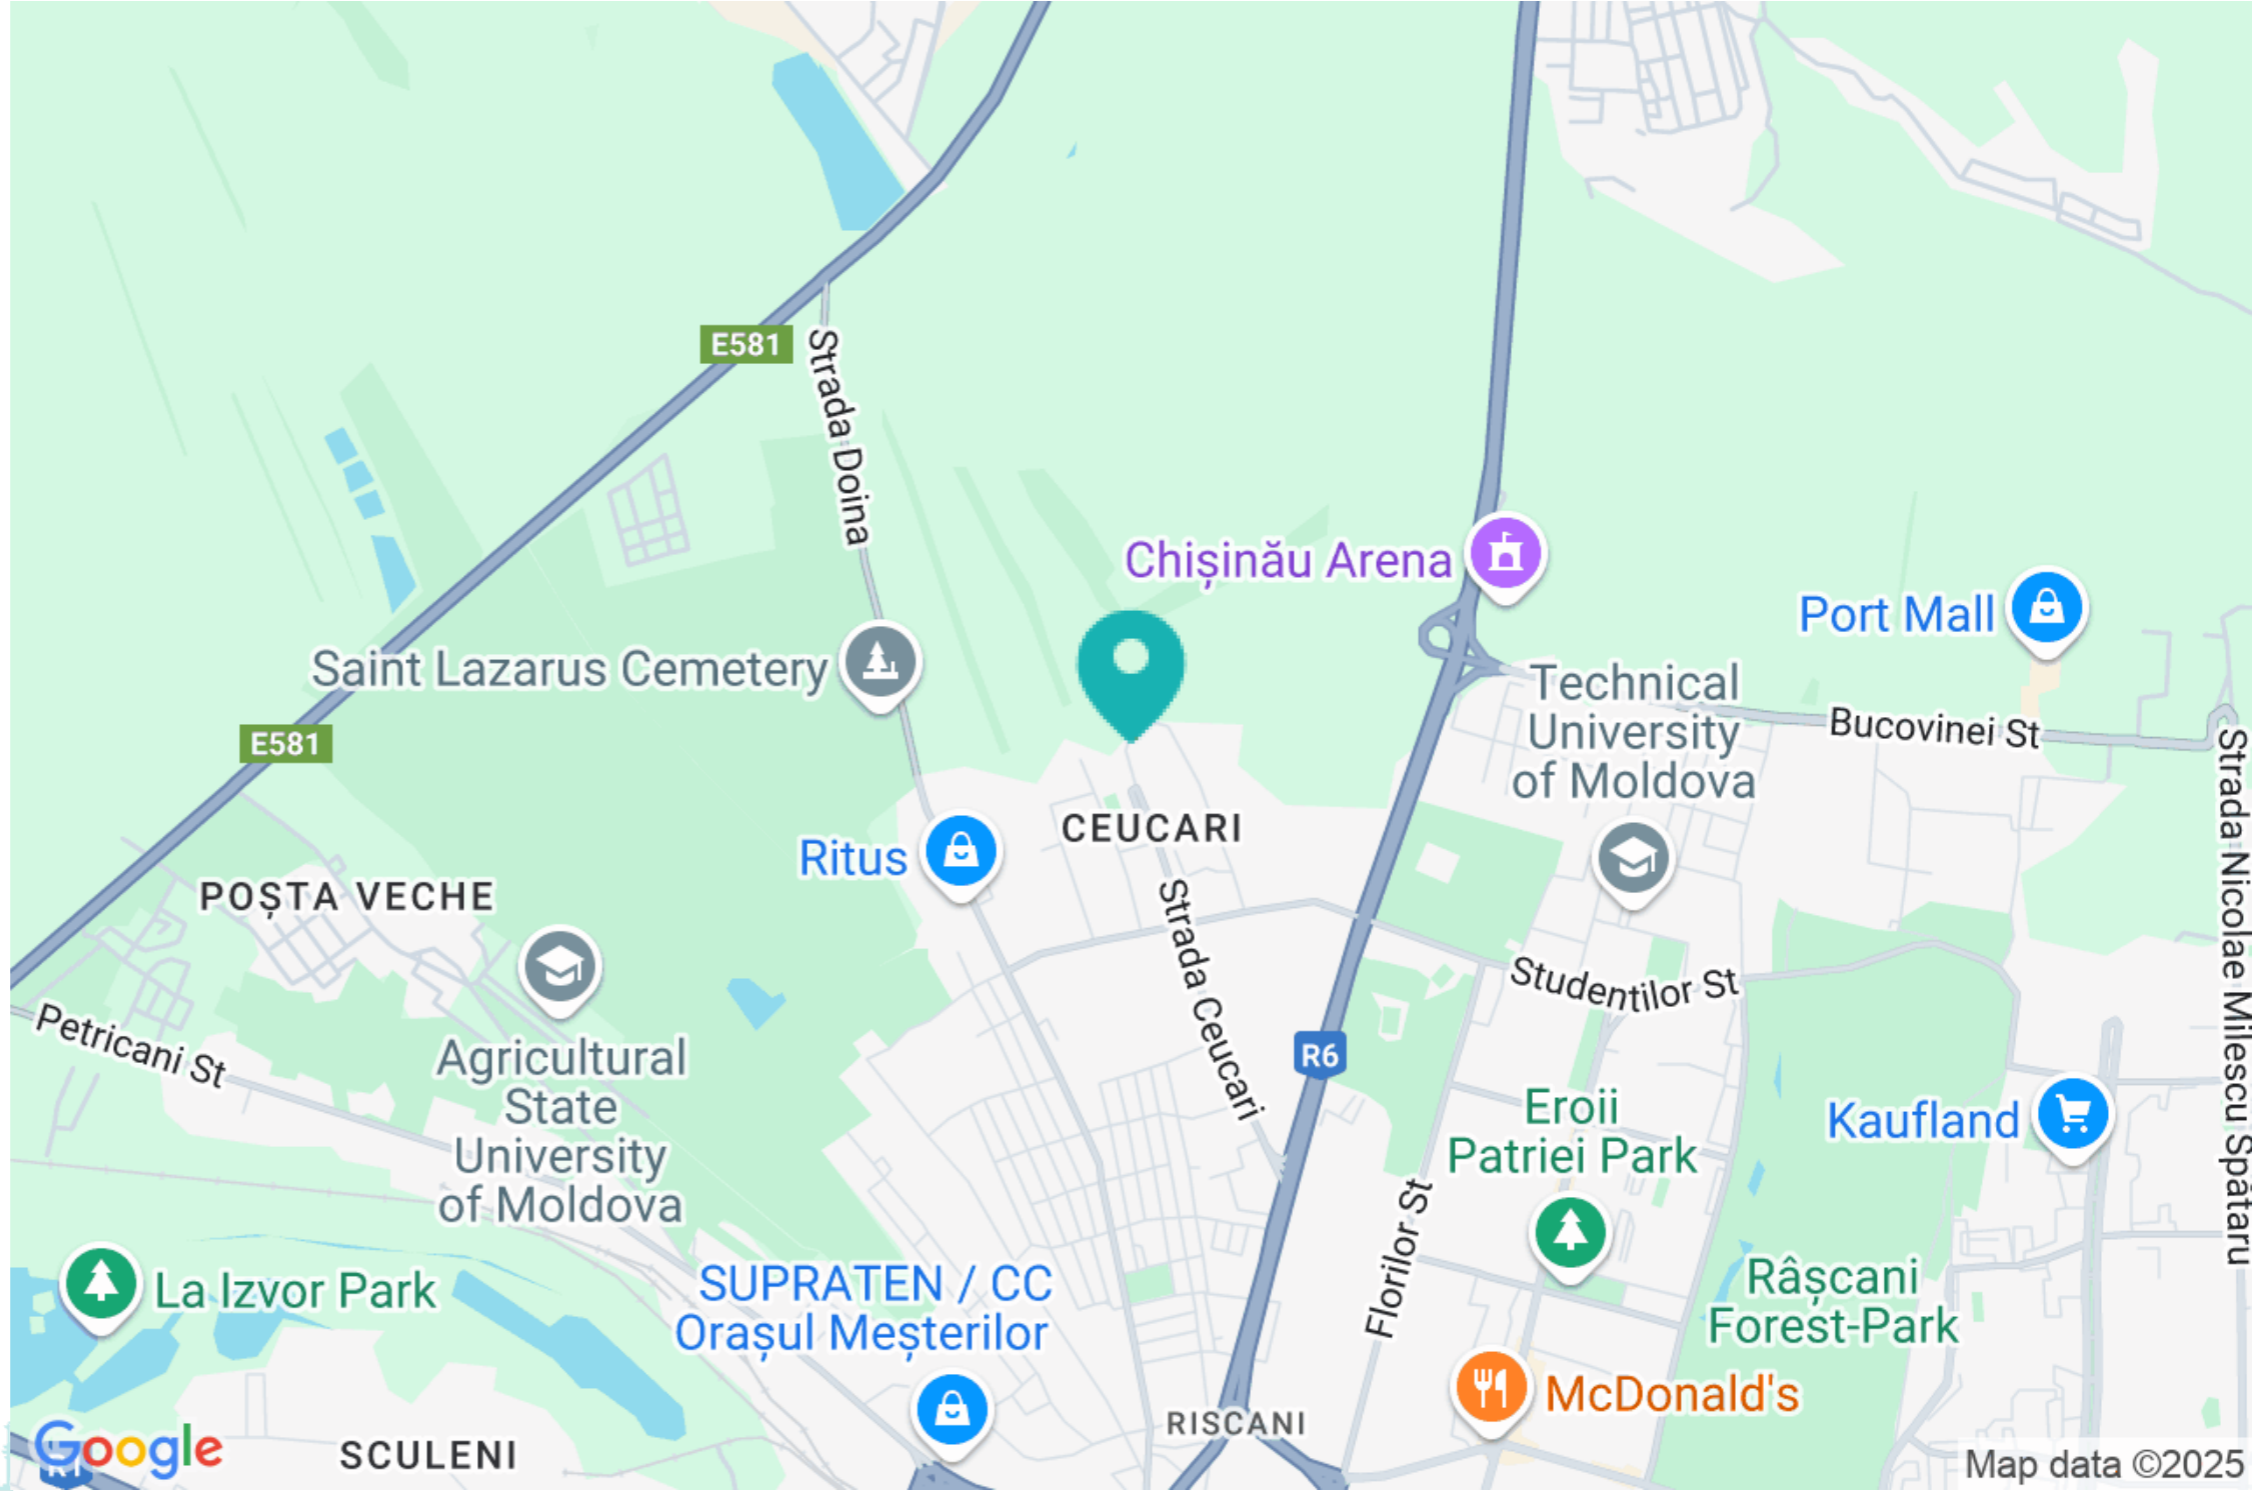 E581
Strada Doina
Chișinău Arena
Port Mall
Saint Lazarus Cemetery
Technical
University
of Moldova
Bucovinei St
E581
Strada Nicolae Milescu Spătaru
CEUCARI
Ritus
POȘTA VECHE
Strada Ceucari
Studentilor St
Petricani St
Agricultural
State
University
of Moldova
R6
Eroii
Patriei Park
Kaufland
Florilor St
La Izvor Park
SUPRATEN / CC
Orașul Meșterilor
Râșcani
Forest-Park
McDonald's
RISCANI
Google
SCULENI
R1
Map data ©2025